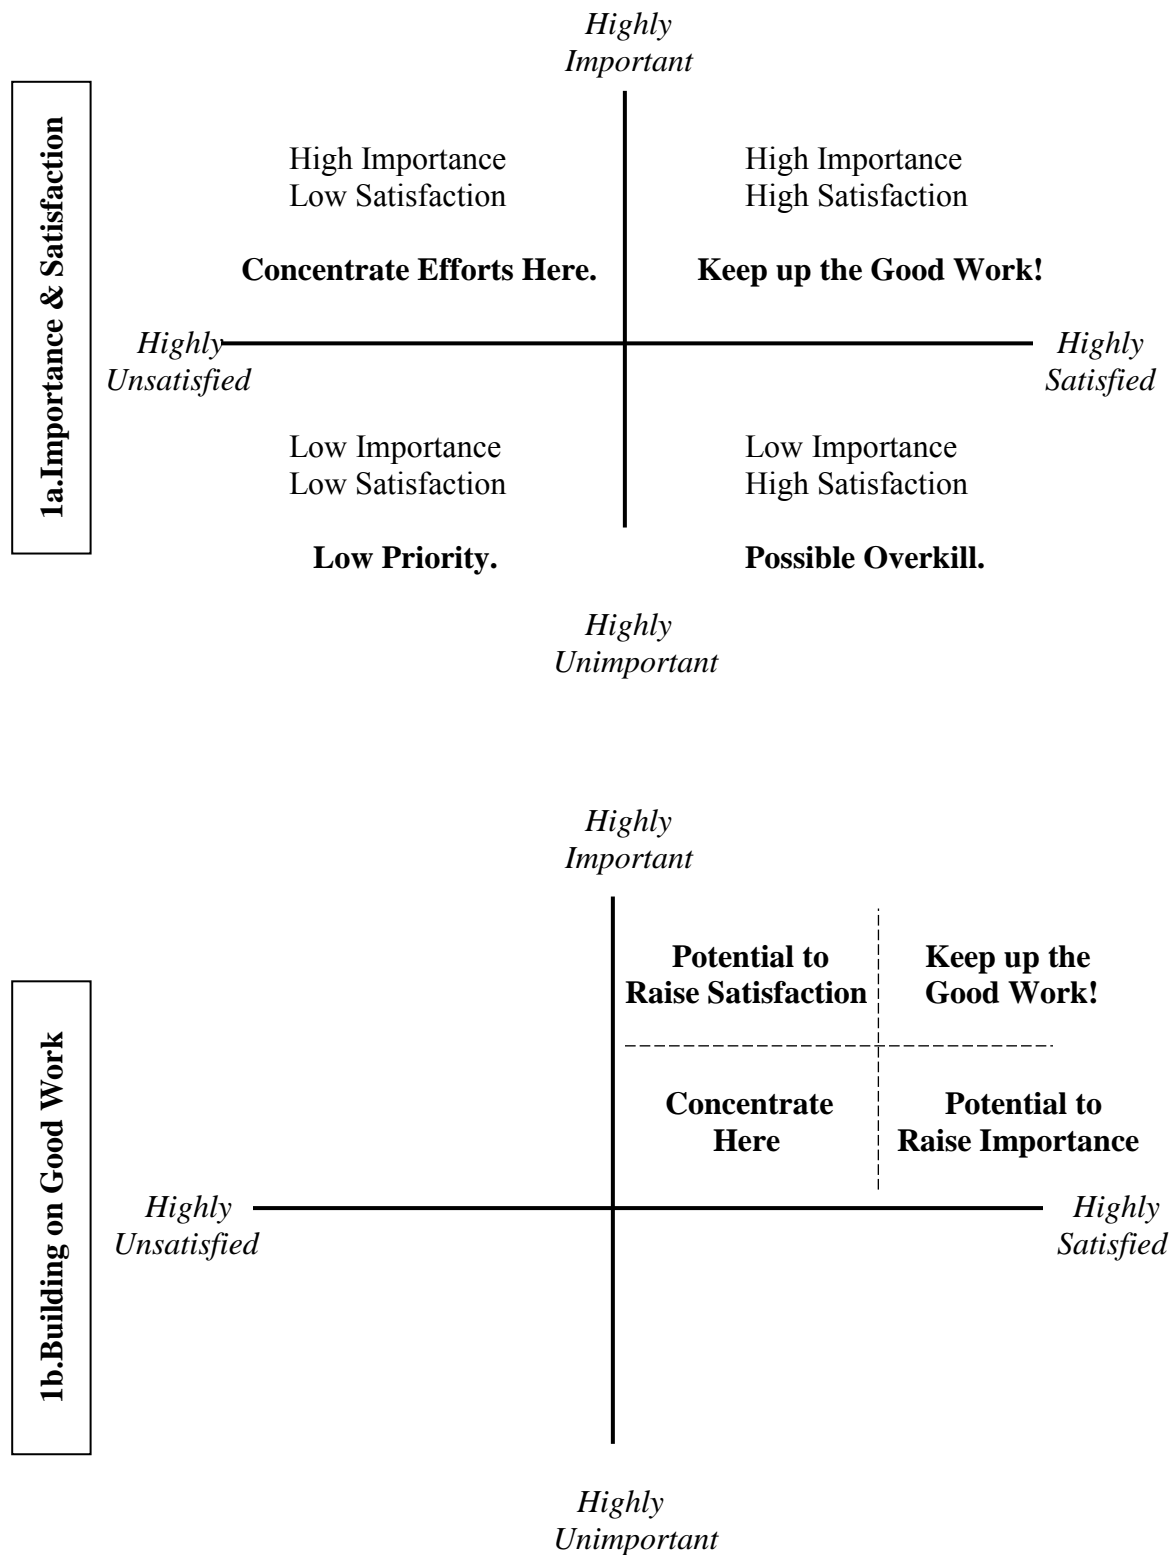 Highly
Important
1a.Importance & Satisfaction
High Importance
Low Satisfaction
High Importance
High Satisfaction
Concentrate Efforts Here.
Keep up the Good Work!
Highly
Unsatisfied
Highly
Satisfied
Low Importance
Low Satisfaction
Low Importance
High Satisfaction
Low Priority.
Possible Overkill.
Highly
Unimportant
Highly
Important
1b.Building on Good Work
Potential to
Raise Satisfaction
Keep up the
Good Work!
Concentrate
Here
Potential to
Raise Importance
Highly
Unsatisfied
Highly
Satisfied
Highly
Unimportant